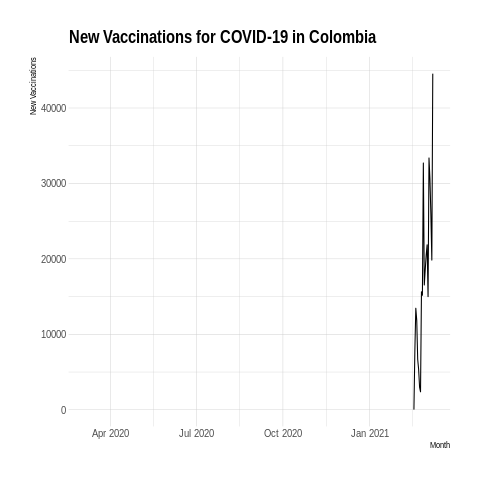 New Vaccinations for COVID-19 in Colombia
New Vaccinations
40000
30000
20000
10000
0
Apr 2020 Jul 2020 Oct 2020 Jan 2021
Month